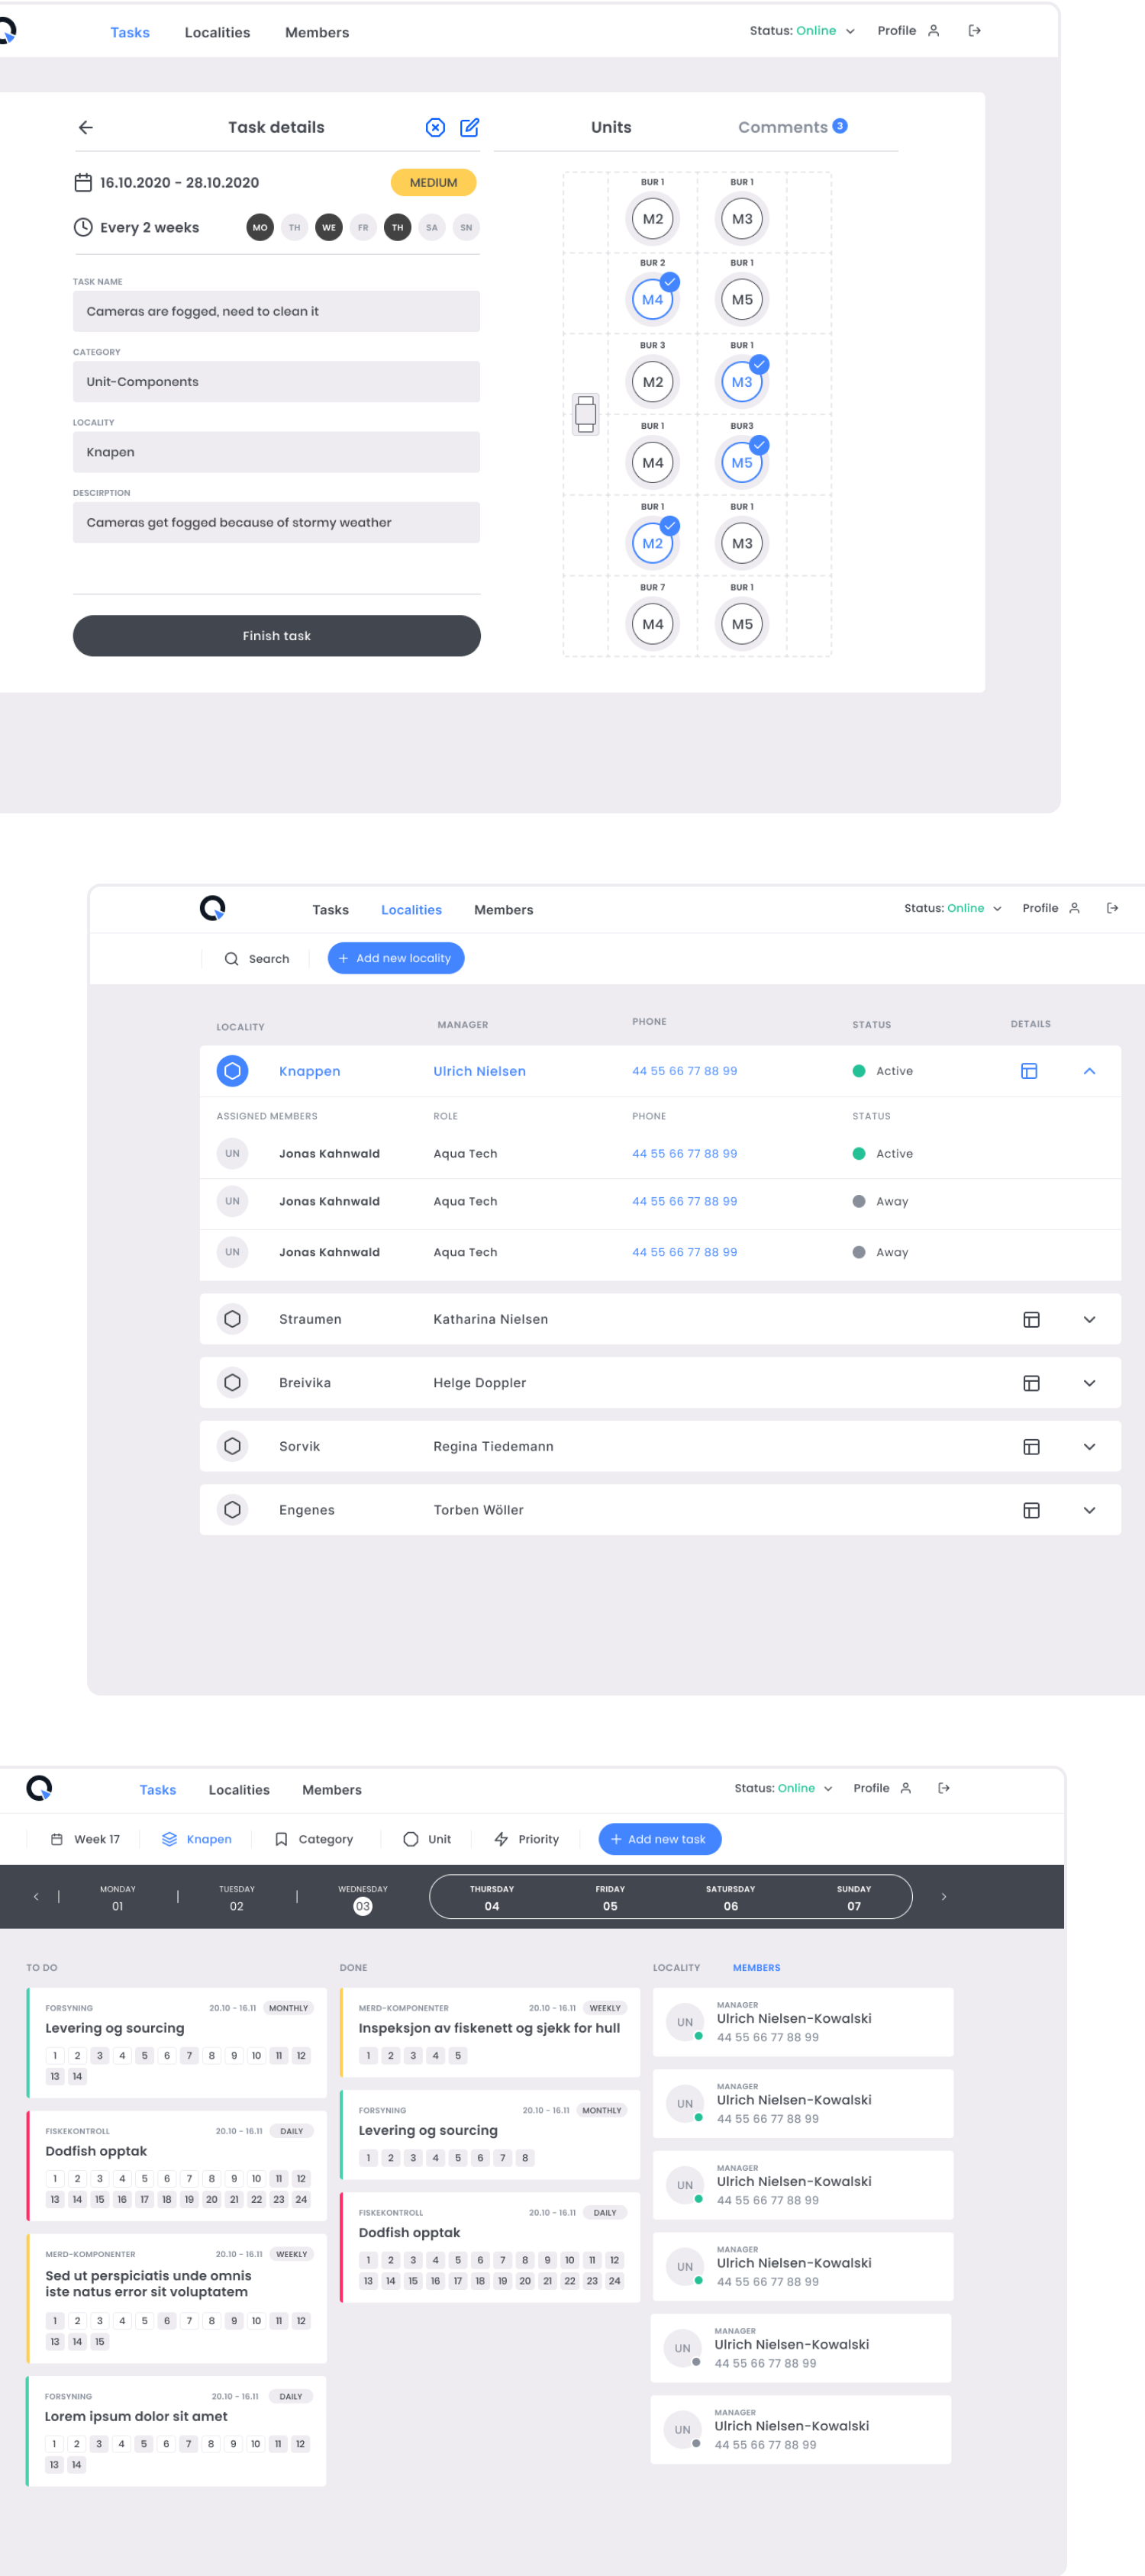 Tasks Localities Members Status: Online Profile
Task details
16.10.2020 - 28.10.2020 MEDIUM
Every 2 weeks MO TH WE FR TH SA SN
TASK NAME
Cameras are fogged, need to clean it
CATEGORY
Unit-Components
LOCALITY
Knapen
DESCIRPTION
Cameras get fogged because of stormy weather
Finish task
Units Comments 3
BUR 1 BUR 1
M2 M3
BUR 2 BUR 1
M4 M5
BUR 3 BUR 1
M2 M3
BUR 1 BUR3
M4 M5
BUR 1 BUR 1
M2 M3
BUR 7 BUR 1
M4 M5
Tasks Localities Members Status: Online Profile
Search + Add new locality
LOCALITY MANAGER PHONE STATUS DETAILS
Knappen Ulrich Nielsen 44 55 66 77 88 99 Active
ASSIGNED MEMBERS ROLE PHONE STATUS
UN Jonas Kahnwald Aqua Tech 44 55 66 77 88 99 Active
UN Jonas Kahnwald Aqua Tech 44 55 66 77 88 99 Away
UN Jonas Kahnwald Aqua Tech 44 55 66 77 88 99 Away
Straumen Katharina Nielsen
Breivika Helge Doppler
Sorvik Regina Tiedemann
Engenes Torben Wöller
Tasks Localities Members Status: Online Profile
Week 17 Knapen Category Unit Priority + Add new task
MONDAY TUESDAY WEDNESDAY THURSDAY FRIDAY SATURSDAY SUNDAY
01 02 03 04 05 06 07
TO DO
FORSYNING 20.10 - 16.11 MONTHLY
Levering og sourcing
1 2 3 4 5 6 7 8 9 10 11 12
13 14
FISKEKONTROLL 20.10 - 16.11 DAILY
Dodfish opptak
1 2 3 4 5 6 7 8 9 10 11 12
13 14 15 16 17 18 19 20 21 22 23 24
MERD-KOMPONENTER 20.10 - 16.11 WEEKLY
Sed ut perspiciatis unde omnis
iste natus error sit voluptatem
1 2 3 4 5 6 7 8 9 10 11 12
13 14 15
FORSYNING 20.10 - 16.11 DAILY
Lorem ipsum dolor sit amet
1 2 3 4 5 6 7 8 9 10 11 12
13 14
DONE
MERD-KOMPONENTER 20.10 - 16.11 WEEKLY
Inspeksjon av fiskenett og sjekk for hull
1 2 3 4 5
FORSYNING 20.10 - 16.11 MONTHLY
Levering og sourcing
1 2 3 4 5 6 7 8
FISKEKONTROLL 20.10 - 16.11 DAILY
Dodfish opptak
1 2 3 4 5 6 7 8 9 10 11 12
13 14 15 16 17 18 19 20 21 22 23 24
LOCALITY MEMBERS
MANAGER
UN Ulrich Nielsen-Kowalski
44 55 66 77 88 99
MANAGER
UN Ulrich Nielsen-Kowalski
44 55 66 77 88 99
MANAGER
UN Ulrich Nielsen-Kowalski
44 55 66 77 88 99
MANAGER
UN Ulrich Nielsen-Kowalski
44 55 66 77 88 99
MANAGER
UN Ulrich Nielsen-Kowalski
44 55 66 77 88 99
MANAGER
UN Ulrich Nielsen-Kowalski
44 55 66 77 88 99